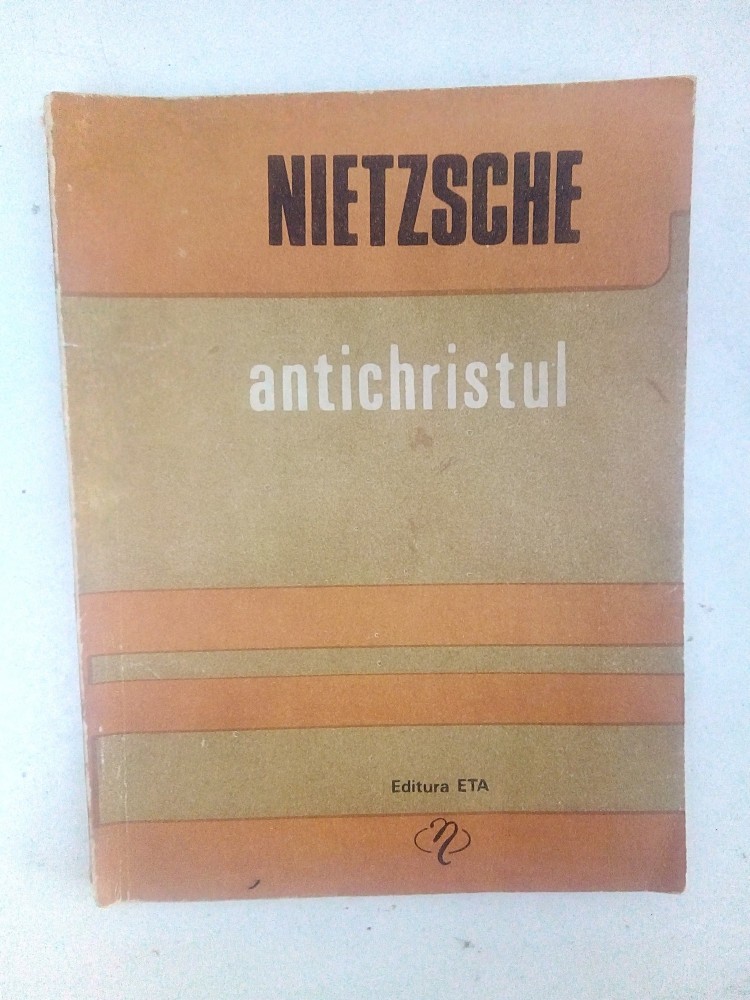 NIETZSCHE
antichristul
Editura ETA
η